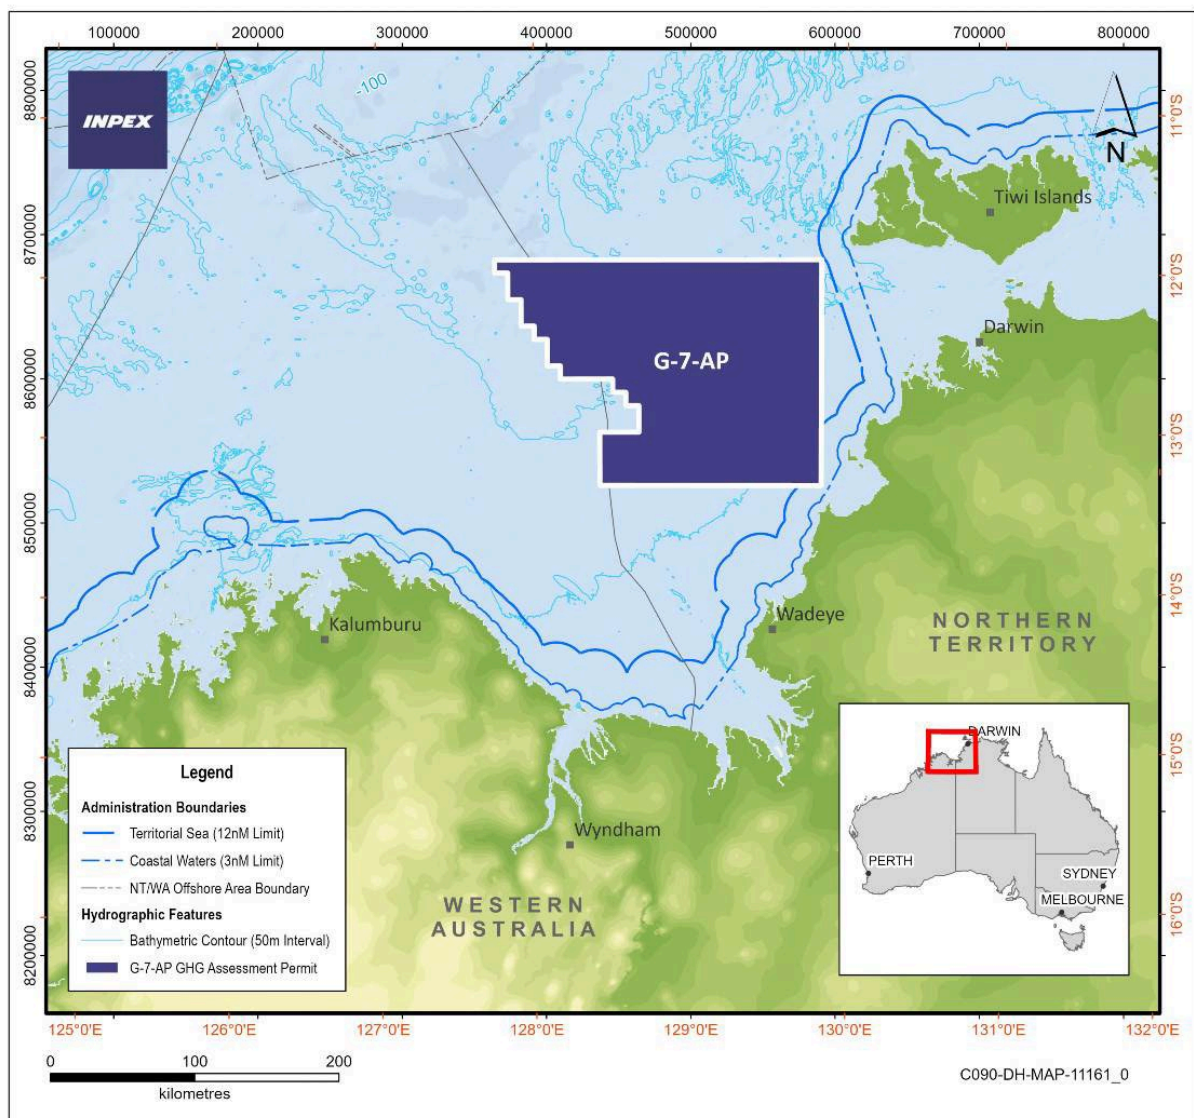 100000 200000 300000 400000 500000 600000 700000 800000
8800000
8700000
8600000
8500000
8400000
8300000
8200000
INPEX
-100
N
11°0'S
12°0'S
13°0'S
14°0'S
15°0'S
16°0'S
Tiwi Islands
Darwin
G-7-AP
Kalumburu
Wadeye
NORTHERN
TERRITORY
Wyndham
WESTERN
AUSTRALIA
Legend
Administration Boundaries
Territorial Sea (12nM Limit)
Coastal Waters (3nM Limit)
NT/WA Offshore Area Boundary
Hydrographic Features
Bathymetric Contour (50m Interval)
G-7-AP GHG Assessment Permit
DARWIN
PERTH
SYDNEY
MELBOURNE
125°0'E 126°0'E 127°0'E 128°0'E 129°0'E 130°0'E 131°0'E 132°0'E
0 100 200
kilometres
C090-DH-MAP-11161_0